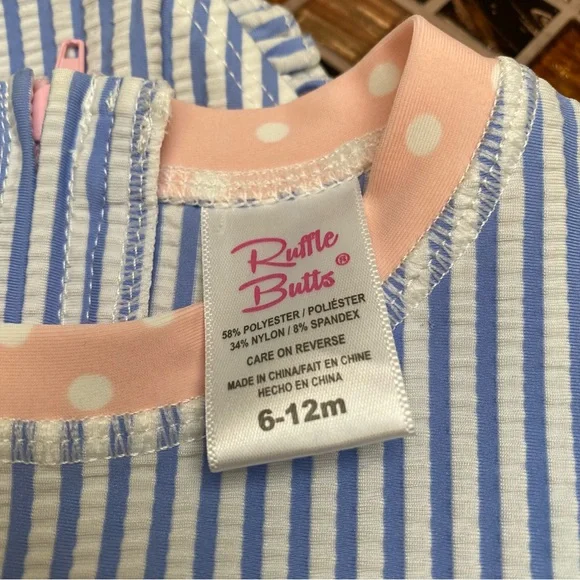 Ruffle
Butts®
58% POLYESTER / POLIÉSTER
34% NYLON / 8% SPANDEX
CARE ON REVERSE
MADE IN CHINA/FAIT EN CHINE
HECHO EN CHINA
6-12m